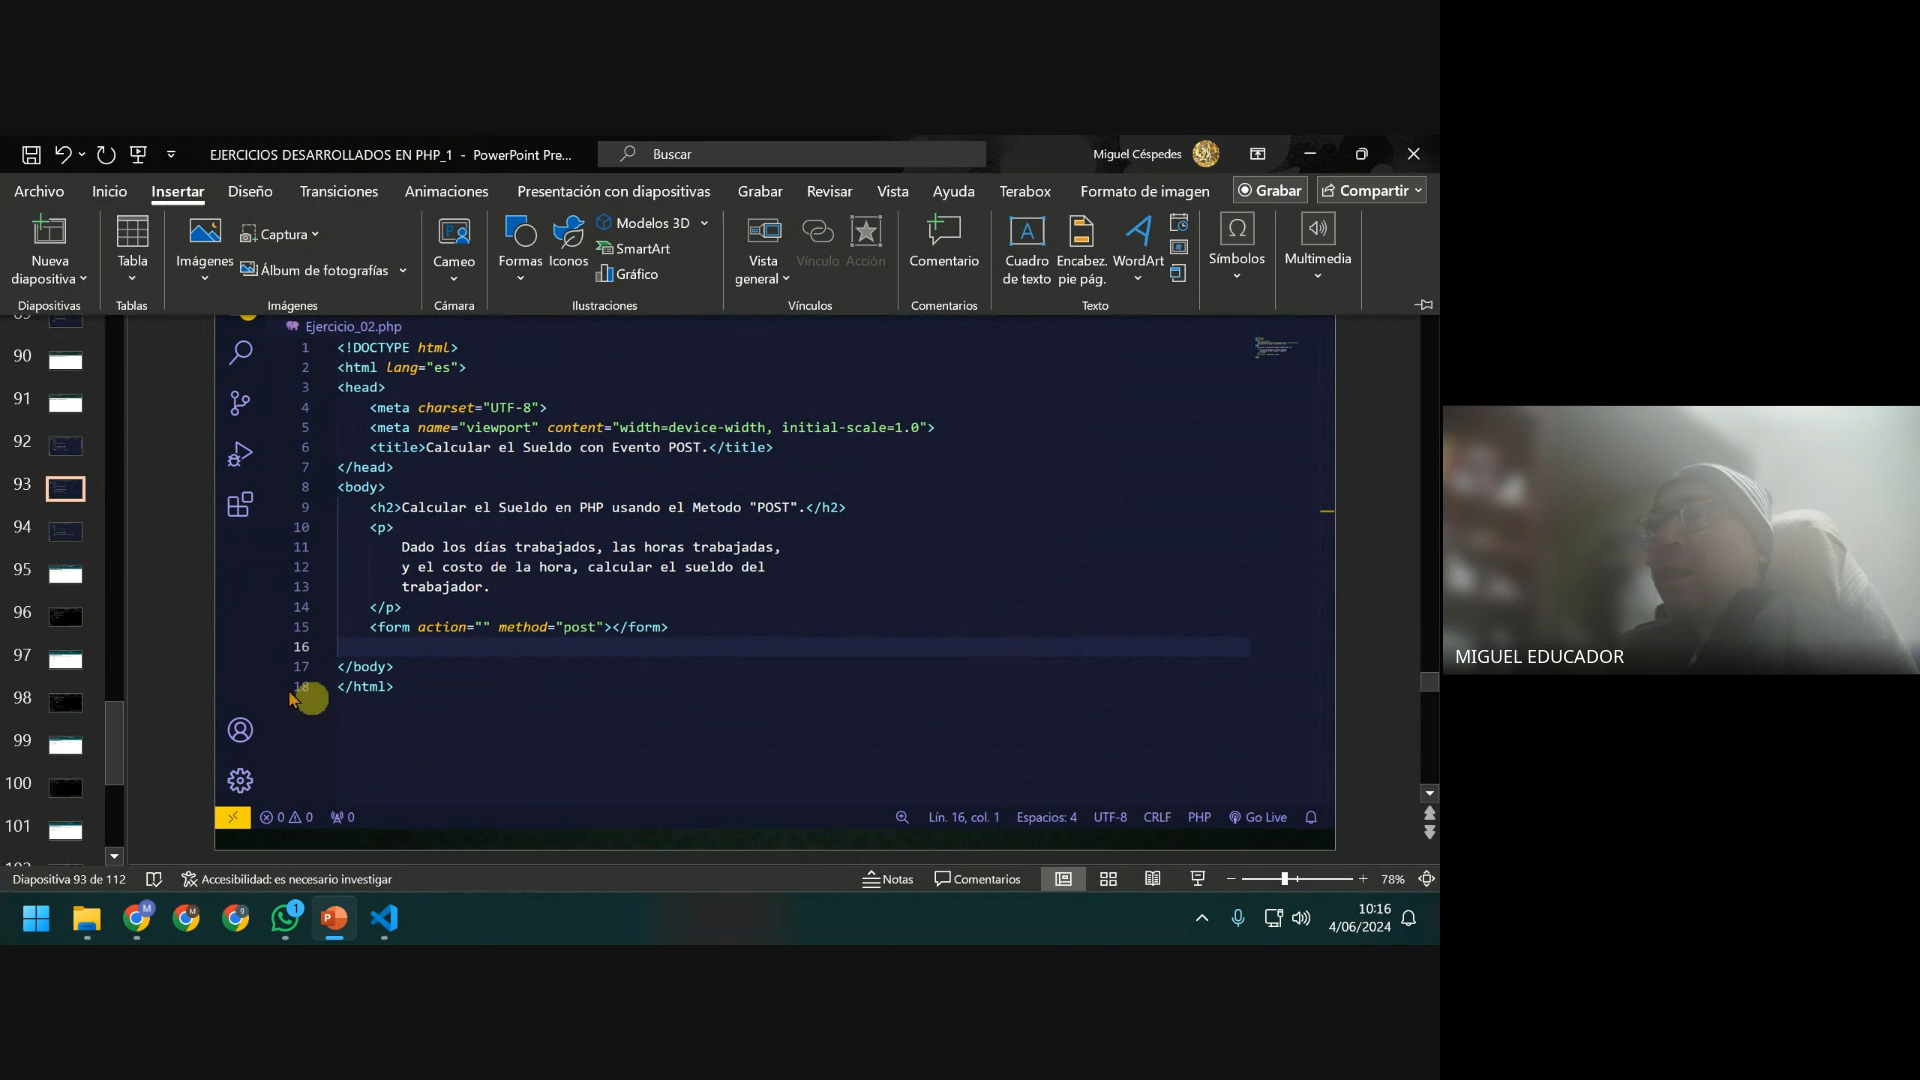 EJERCICIOS DESARROLLADOS EN PHP_1 - PowerPoint Pre...
Buscar
Miguel Céspedes
Archivo Inicio Insertar Diseño Transiciones Animaciones Presentación con diapositivas Grabar Revisar Vista Ayuda Terabox Formato de imagen Grabar Compartir
Nueva diapositiva
Tabla
Imágenes
Captura
Álbum de fotografías
Cameo
Formas
Iconos
Modelos 3D
SmartArt
Gráfico
Vista general
Vínculo
Acción
Comentario
Cuadro de texto
Encabez. pie pág.
WordArt
Símbolos
Multimedia
Diapositivas Tablas Imágenes Cámara Ilustraciones Vínculos Comentarios Texto
90
91
92
93
94
95
96
97
98
99
100
101
Ejercicio_02.php
1 <!DOCTYPE html>
2 <html lang="es">
3 <head>
4 <meta charset="UTF-8">
5 <meta name="viewport" content="width=device-width, initial-scale=1.0">
6 <title>Calcular el Sueldo con Evento POST.</title>
7 </head>
8 <body>
9 <h2>Calcular el Sueldo en PHP usando el Metodo "POST".</h2>
10 <p>
11 Dado los días trabajados, las horas trabajadas,
12 y el costo de la hora, calcular el sueldo del
13 trabajador.
14 </p>
15 <form action="" method="post"></form>
16
17 </body>
18 </html>
0 0 0
Lín. 16, col. 1 Espacios: 4 UTF-8 CRLF PHP Go Live
MIGUEL EDUCADOR
Diapositiva 93 de 112
Accesibilidad: es necesario investigar
Notas
Comentarios
78%
10:16
4/06/2024